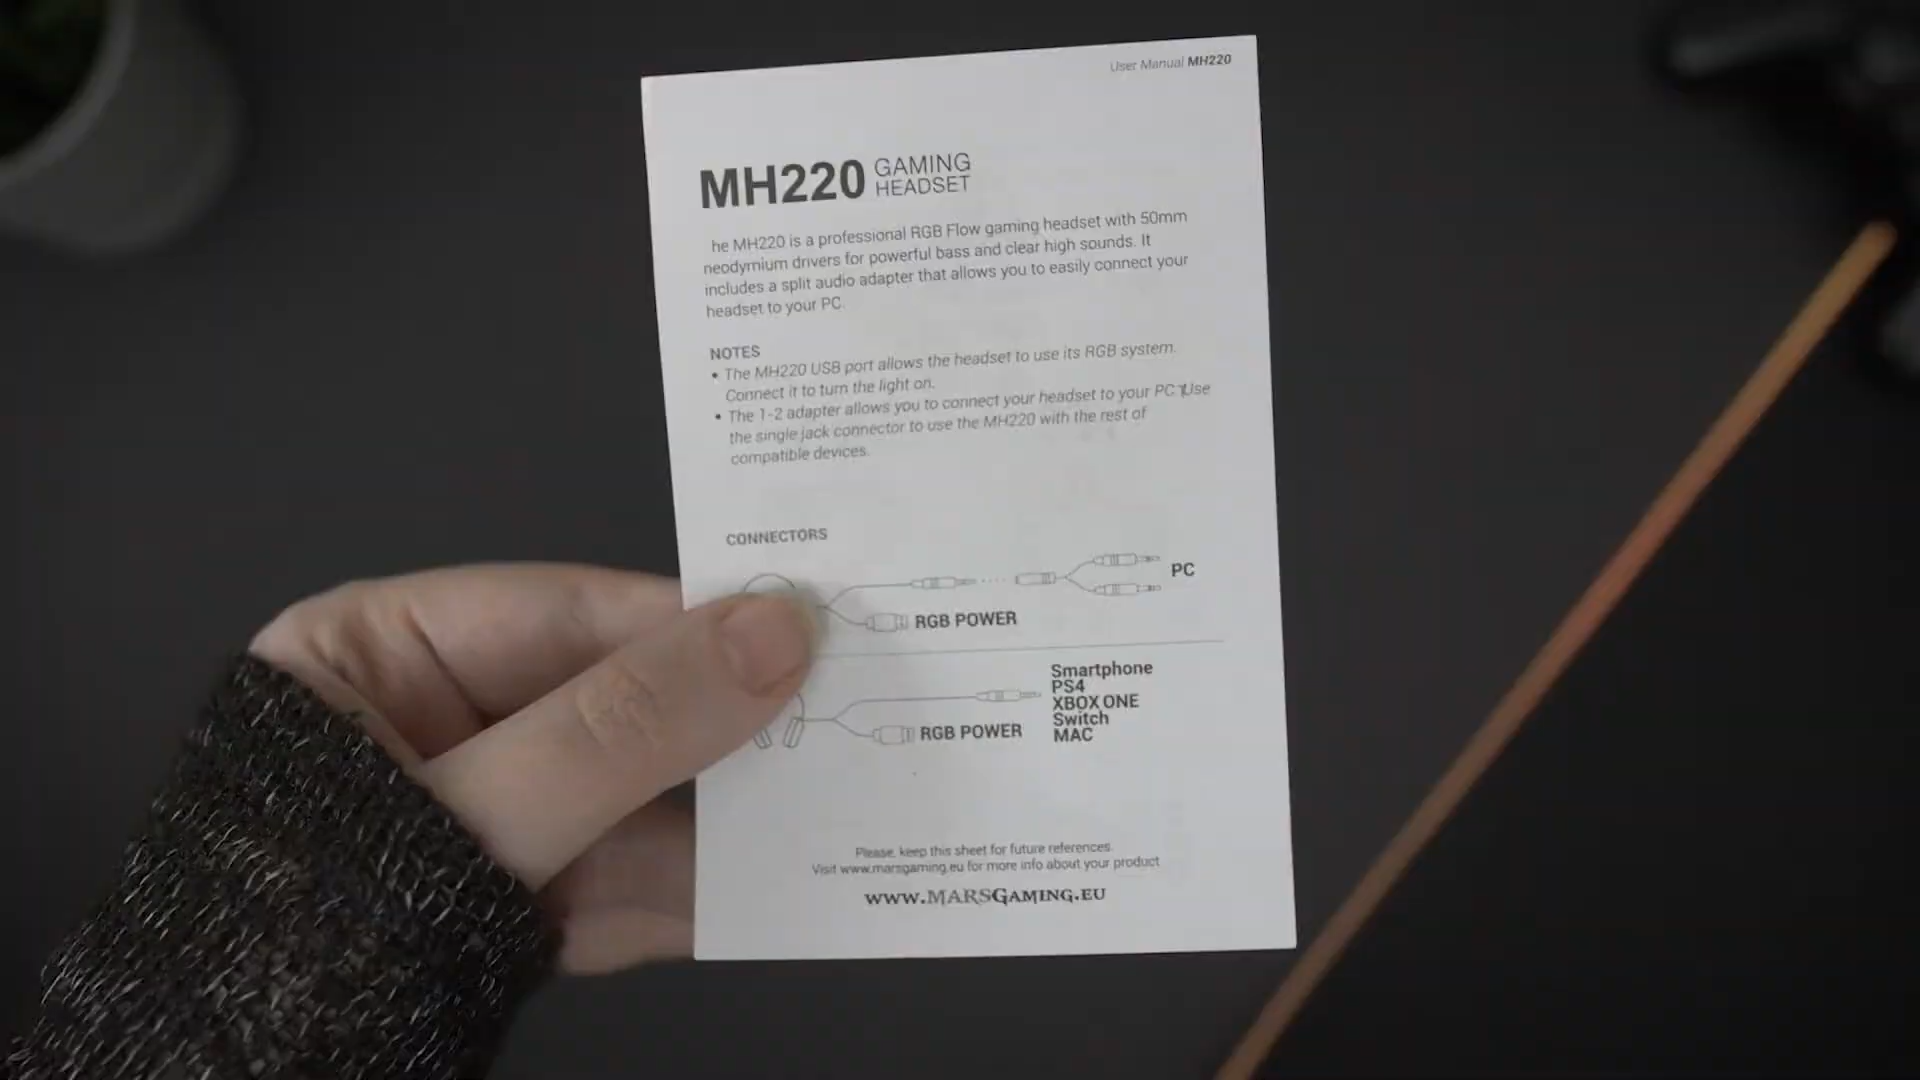 User Manual MH220
MH220 GAMING
HEADSET
he MH220 is a professional RGB Flow gaming headset with 50mm
neodymium drivers for powerful bass and clear high sounds. It
includes a split audio adapter that allows you to easily connect your
headset to your PC.
NOTES
• The MH220 USB port allows the headset to use its RGB system.
Connect it to turn the light on.
• The 1-2 adapter allows you to connect your headset to your PC. Use
the single jack connector to use the MH220 with the rest of
compatible devices.
CONNECTORS
PC
RGB POWER
Smartphone
PS4
XBOX ONE
Switch
MAC
RGB POWER
Please, keep this sheet for future references.
Visit www.marsgaming.eu for more info about your product
www.MARSGAMING.EU